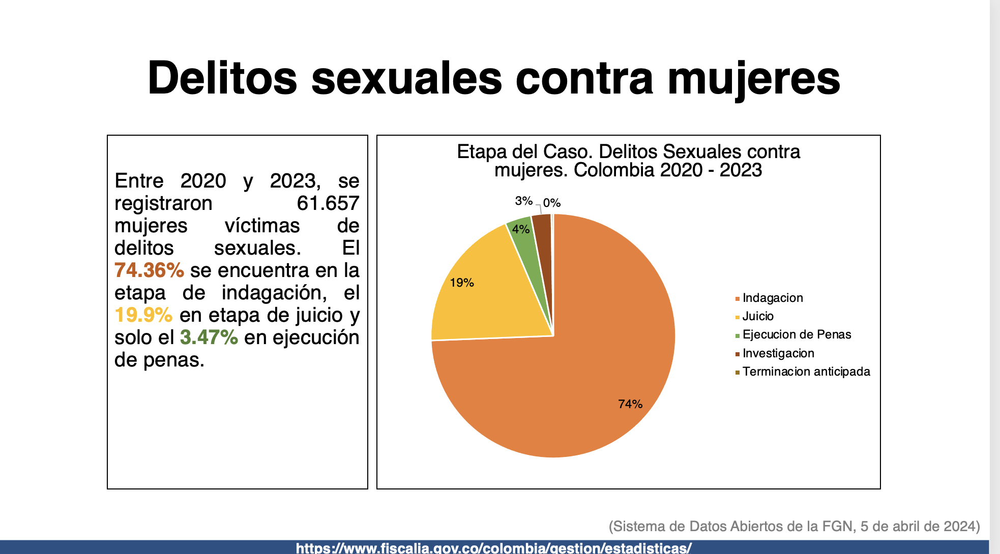 Delitos sexuales contra mujeres
Entre 2020 y 2023, se
registraron 61.657
mujeres víctimas de
delitos sexuales. El
74.36% se encuentra en la
etapa de indagación, el
19.9% en etapa de juicio y
solo el 3.47% en ejecución
de penas.
Etapa del Caso. Delitos Sexuales contra
mujeres. Colombia 2020 - 2023
3%
0%
4%
19%
74%
Indagacion
Juicio
Ejecucion de Penas
Investigacion
Terminacion anticipada
(Sistema de Datos Abiertos de la FGN, 5 de abril de 2024)
https://www.fiscalia.gov.co/colombia/gestion/estadisticas/